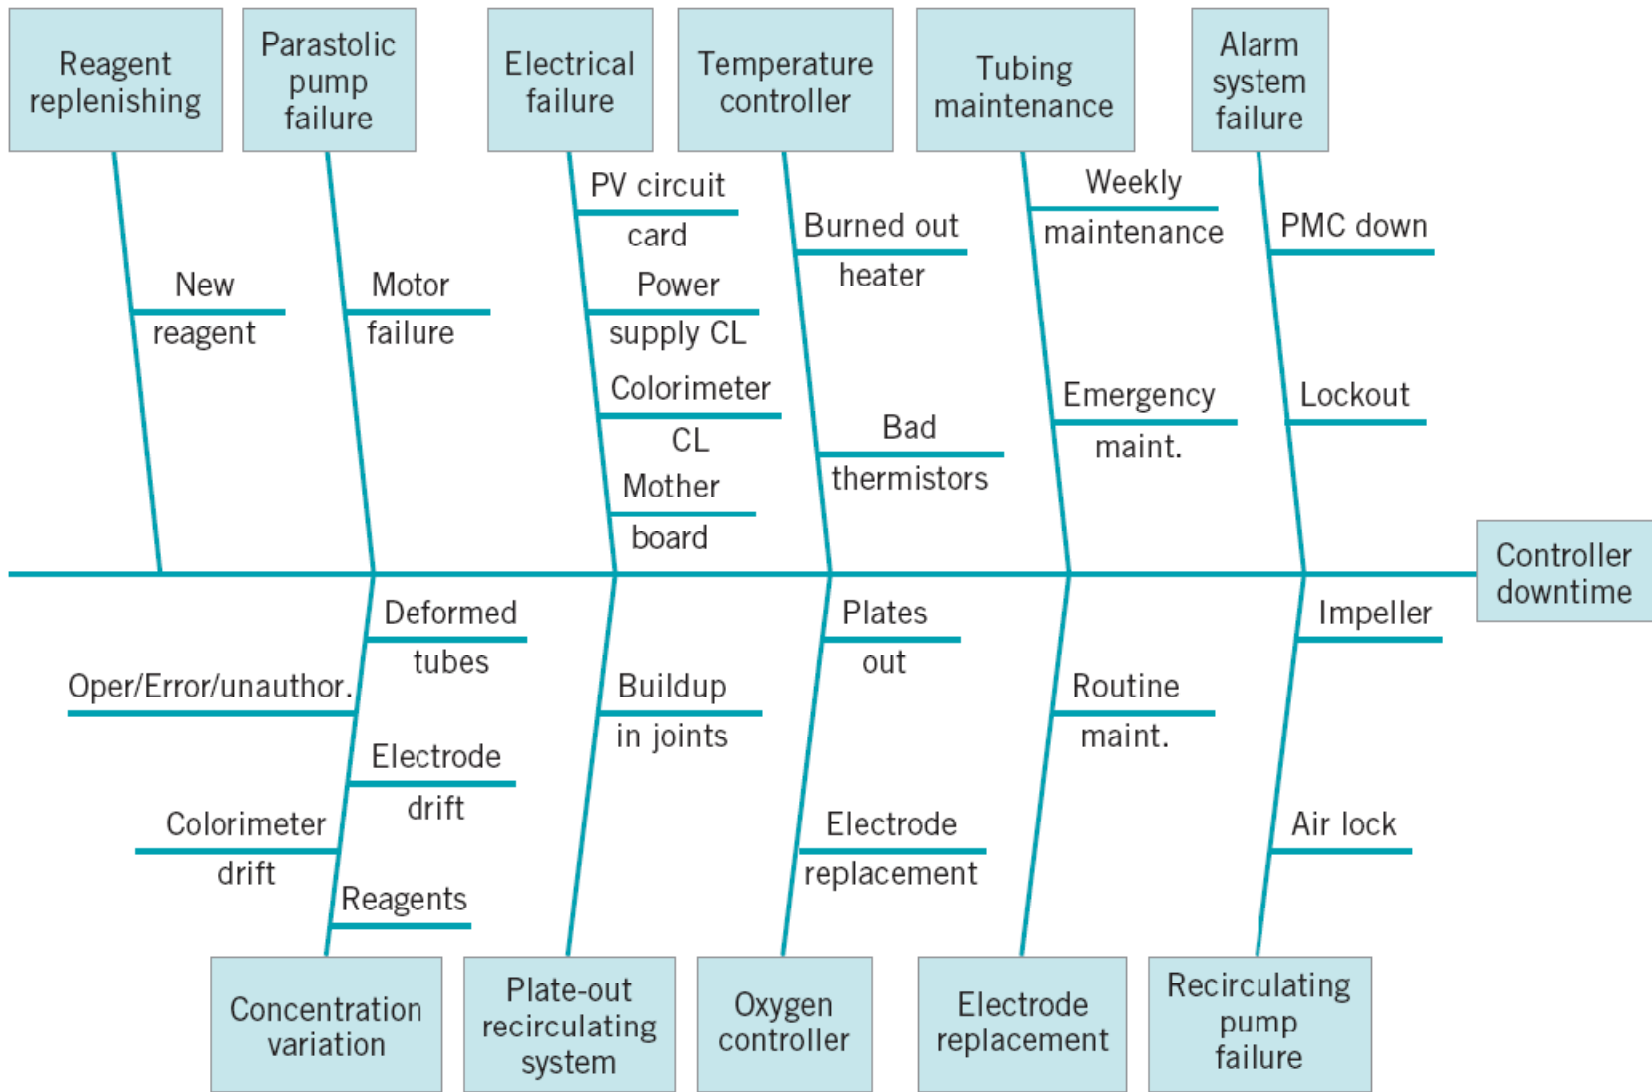 Reagent
replenishing
Parastolic
pump
failure
Electrical
failure
Temperature
controller
Tubing
maintenance
Alarm
system
failure
New
reagent
Motor
failure
PV circuit
card
Power
supply CL
Colorimeter
CL
Mother
board
Burned out
heater
Bad
thermistors
Weekly
maintenance
Emergency
maint.
PMC down
Lockout
Controller
downtime
Deformed
tubes
Oper/Error/unauthor.
Electrode
drift
Colorimeter
drift
Reagents
Buildup
in joints
Plates
out
Electrode
replacement
Routine
maint.
Impeller
Air lock
Concentration
variation
Plate-out
recirculating
system
Oxygen
controller
Electrode
replacement
Recirculating
pump
failure